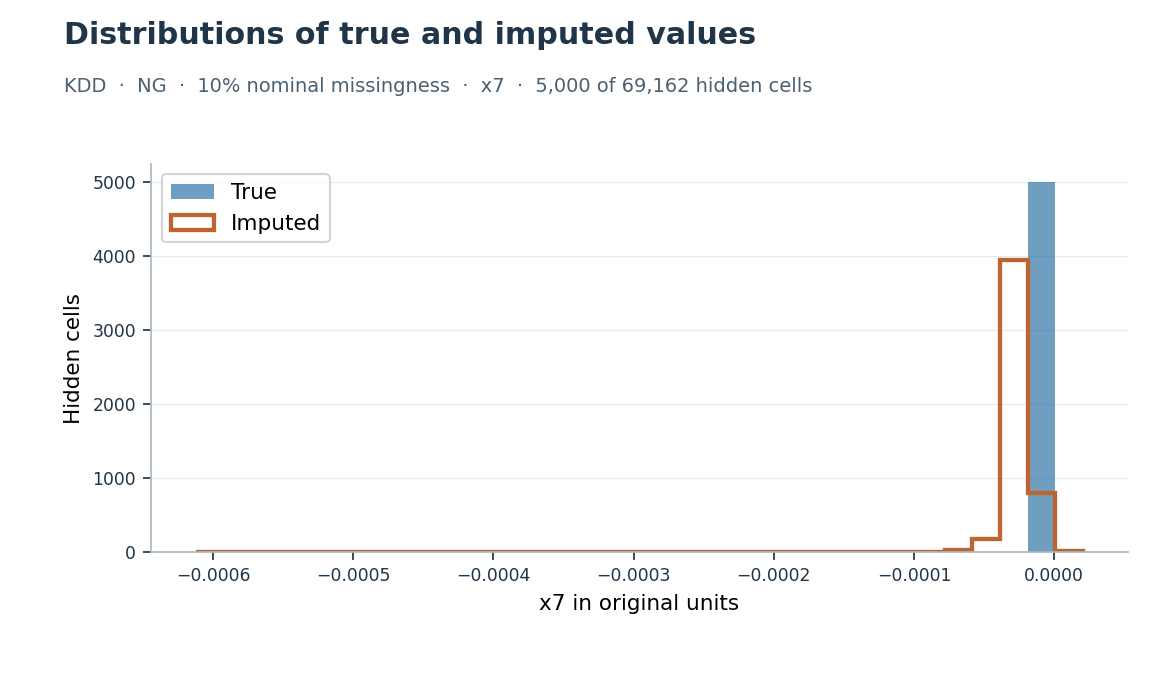 Distributions of true and imputed values
KDD · NG · 10% nominal missingness · x7 · 5,000 of 69,162 hidden cells
True
Imputed
5000
4000
3000
2000
1000
0
Hidden cells
−0.0006 −0.0005 −0.0004 −0.0003 −0.0002 −0.0001 0.0000
x7 in original units